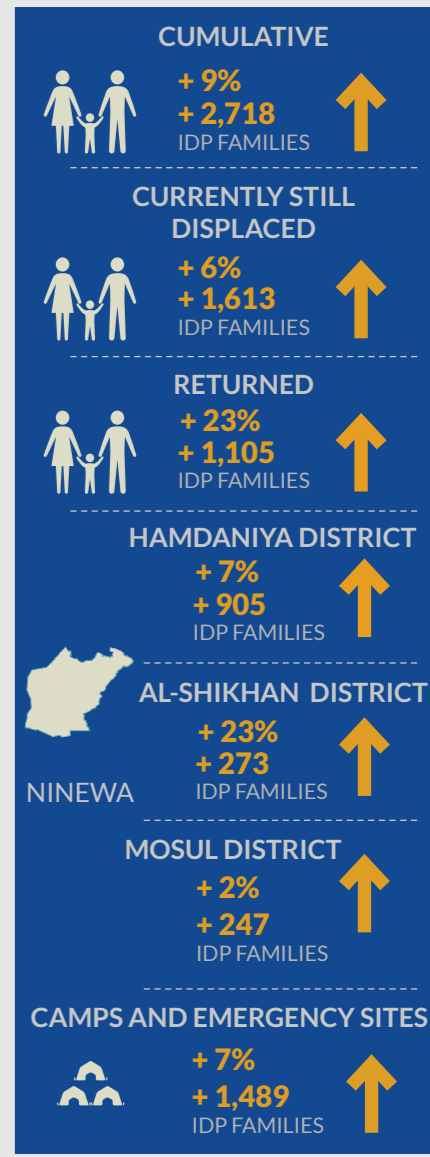 CUMULATIVE
+ 9%
+ 2,718
IDP FAMILIES
CURRENTLY STILL
DISPLACED
+ 6%
+ 1,613
IDP FAMILIES
RETURNED
+ 23%
+ 1,105
IDP FAMILIES
HAMDANIYA DISTRICT
+ 7%
+ 905
IDP FAMILIES
AL-SHIKHAN DISTRICT
+ 23%
+ 273
IDP FAMILIES
NINEWA
MOSUL DISTRICT
+ 2%
+ 247
IDP FAMILIES
CAMPS AND EMERGENCY SITES
+ 7%
+ 1,489
IDP FAMILIES